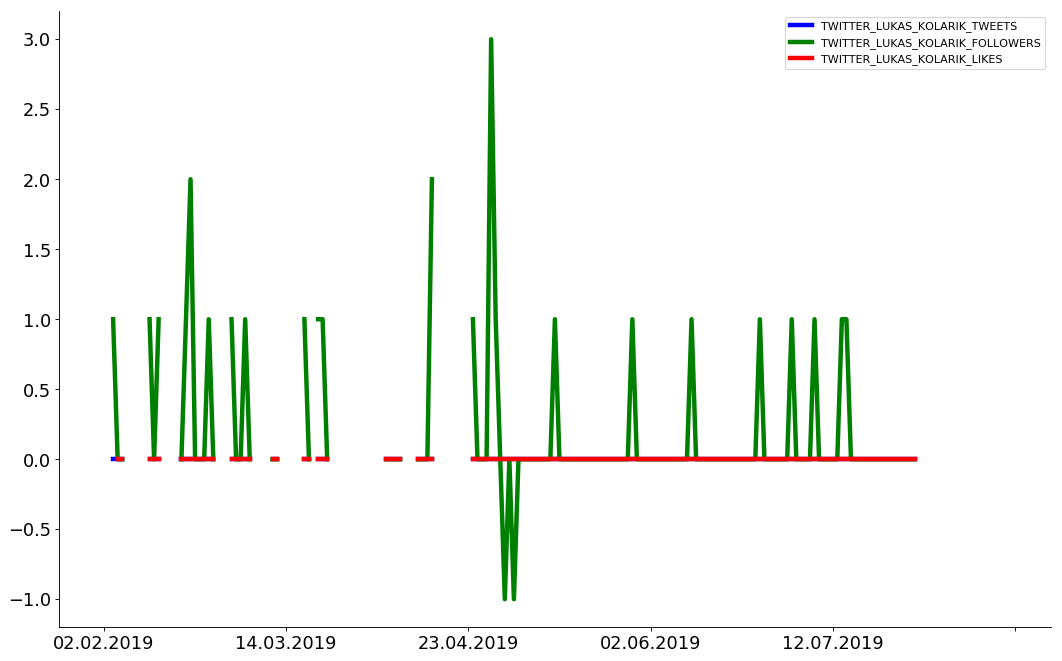 TWITTER_LUKAS_KOLARIK_TWEETS
TWITTER_LUKAS_KOLARIK_FOLLOWERS
TWITTER_LUKAS_KOLARIK_LIKES
3.0
2.5
2.0
1.5
1.0
0.5
0.0
−0.5
−1.0
02.02.2019 14.03.2019 23.04.2019 02.06.2019 12.07.2019